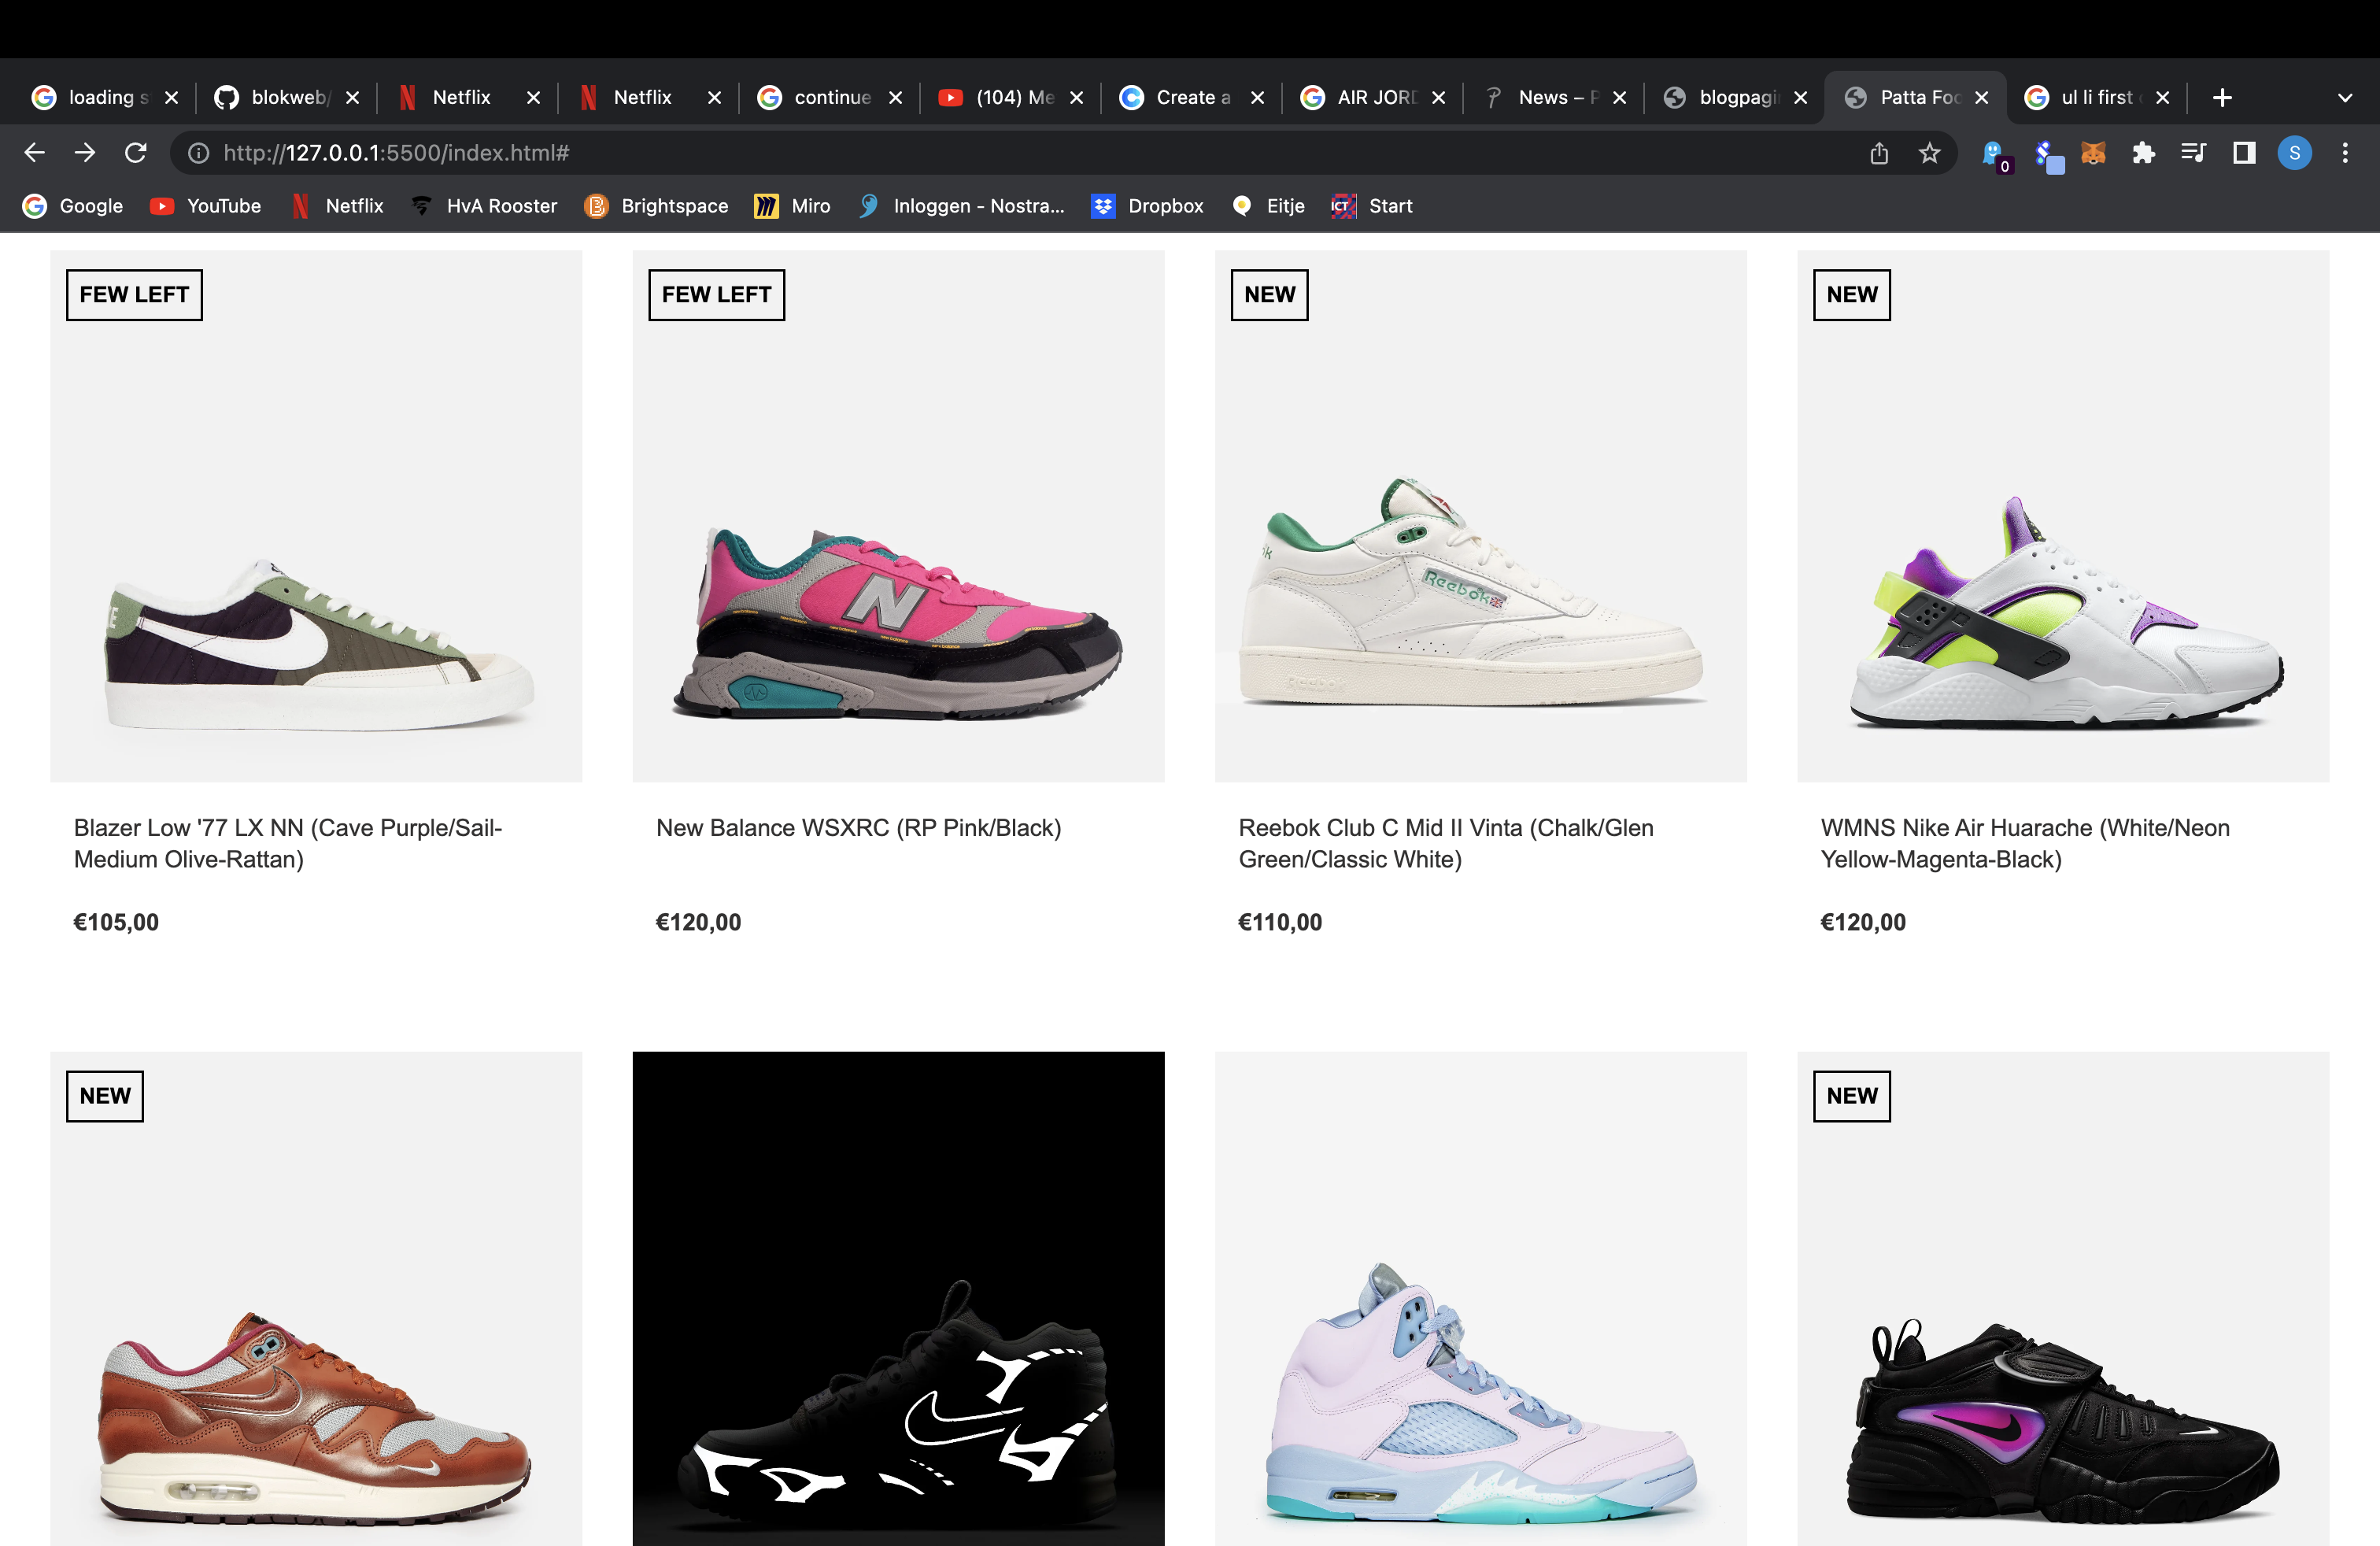 loading s
blokweb/
Netflix
Netflix
continue
(104) Me
Create a
AIR JORD
News – P
blogpagi
Patta Foo
ul li first
http://127.0.0.1:5500/index.html#
0
S
Google YouTube Netflix HvA Rooster Brightspace Miro Inloggen - Nostra... Dropbox Eitje ICT Start
FEW LEFT
FEW LEFT
NEW
NEW
N
Reebok
Blazer Low '77 LX NN (Cave Purple/Sail-
Medium Olive-Rattan)
€105,00
New Balance WSXRC (RP Pink/Black)
€120,00
Reebok Club C Mid II Vinta (Chalk/Glen
Green/Classic White)
€110,00
WMNS Nike Air Huarache (White/Neon
Yellow-Magenta-Black)
€120,00
NEW
NEW